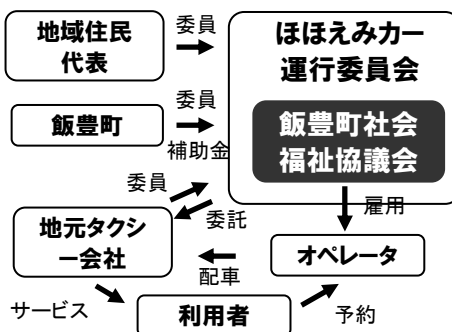 地域住民
代表
委員
ほほえみカー
運行委員会
飯豊町
委員
補助金
飯豊町社会
福祉協議会
委員
委託
雇用
地元タクシ
ー会社
配車
オペレータ
サービス
利用者
予約